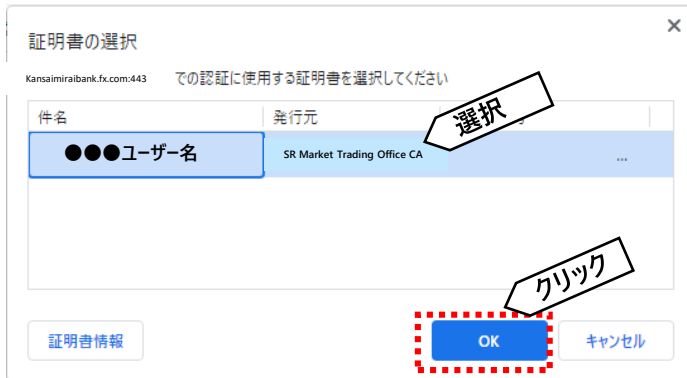 証明書の選択
Kansaimiraibank.fx.com:443 での認証に使用する証明書を選択してください
件名 発行元
選択
●●●ユーザー名 SR Market Trading Office CA ...
クリック
証明書情報 OK キャンセル